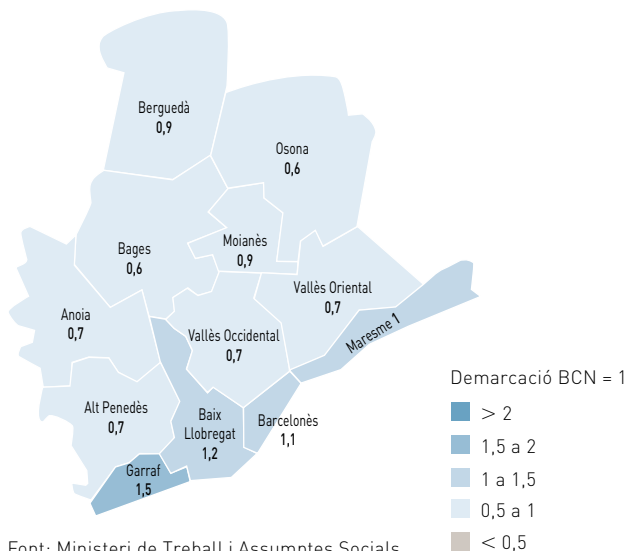 Berguedà
0,9
Osona
0,6
Moianès
0,9
Bages
0,6
Vallès Oriental
0,7
Anoia
0,7
Vallès Occidental
0,7
Maresme 1
Alt Penedès
0,7
Baix
Llobregat
1,2
Barcelonès
1,1
Garraf
1,5
Demarcació BCN = 1
> 2
1,5 a 2
1 a 1,5
0,5 a 1
< 0,5
Font: Ministeri de Treball i Assumptes Socials